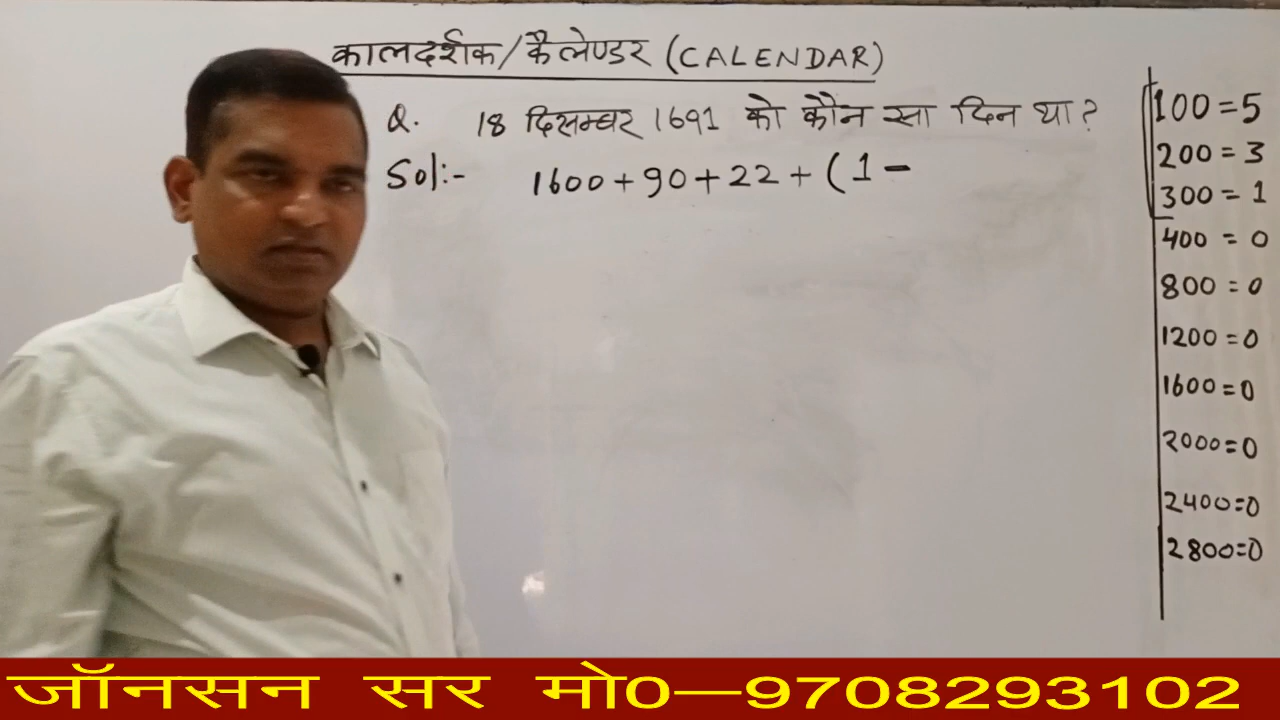 कालदर्शक/कैलेण्डर (CALENDAR)
Q. 18 दिसम्बर 1691 को कौन सा दिन था?
Sol:- 1600+90+22+(1-
100=5
200=3
300=1
400=0
800=0
1200=0
1600=0
2000=0
2400=0
2800=0
जॉनसन सर मो0—9708293102